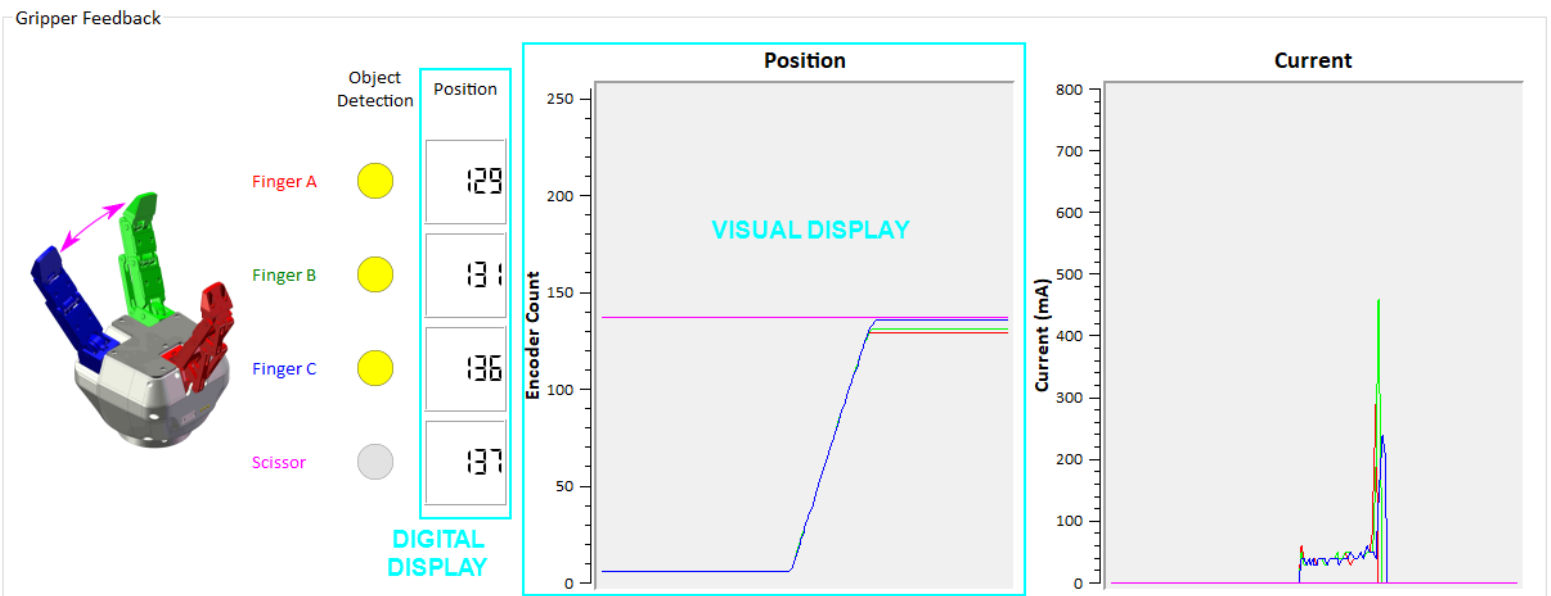 Gripper Feedback
Object
Detection
Position
Finger A
129
Finger B
131
Finger C
136
Scissor
137
DIGITAL
DISPLAY
Position
Encoder Count
250
200
150
100
50
0
VISUAL DISPLAY
Current
Current (mA)
800
700
600
500
400
300
200
100
0